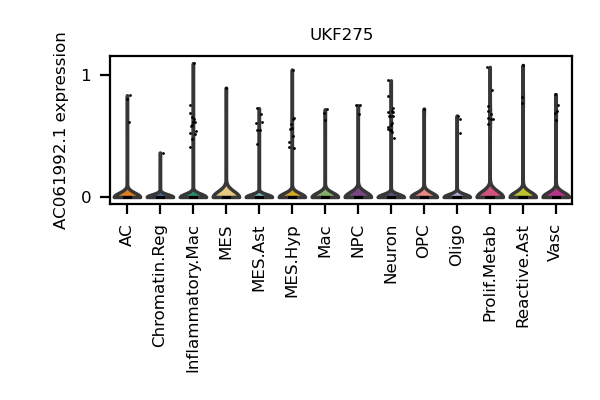 UKF275
AC061992.1 expression
1
0
AC
Chromatin.Reg
Inflammatory.Mac
MES
MES.Ast
MES.Hyp
Mac
NPC
Neuron
OPC
Oligo
Prolif.Metab
Reactive.Ast
Vasc